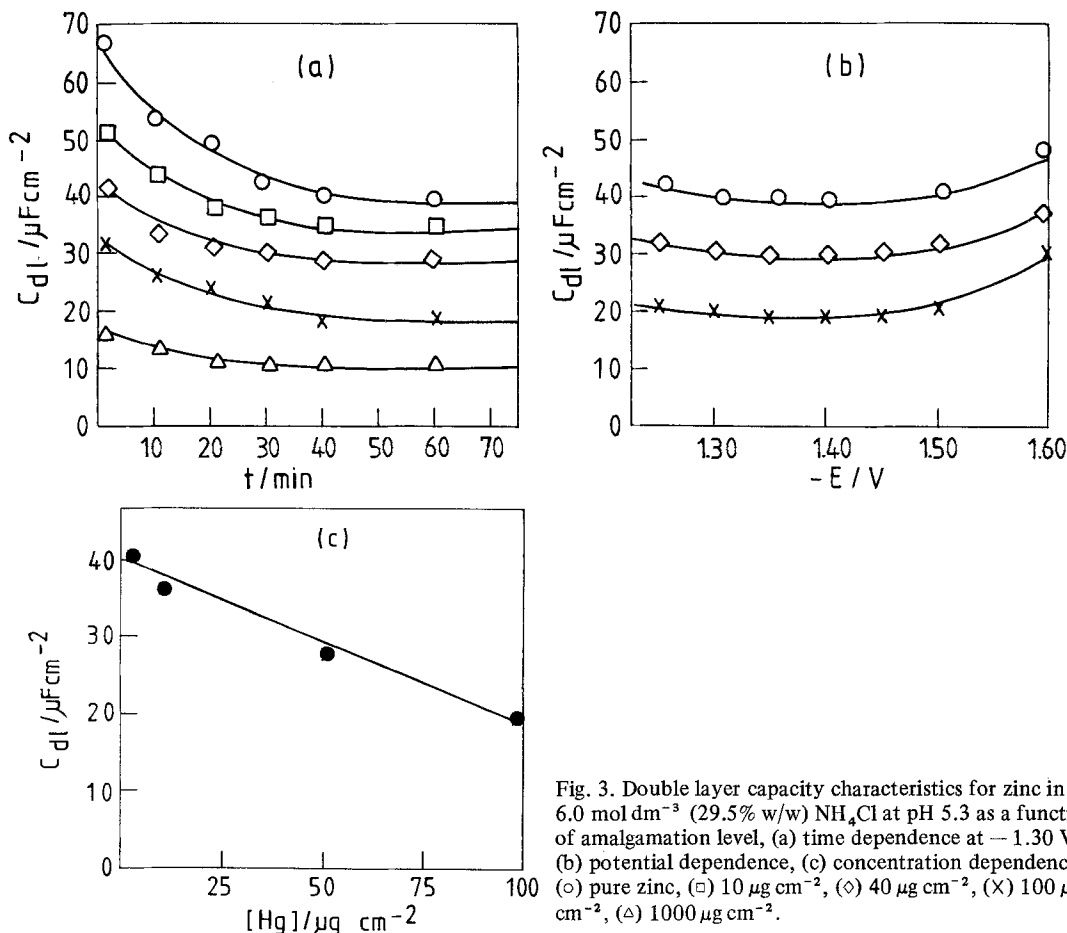 (a)
C dl /μFcm⁻²
70
60
50
40
30
20
10
0
10 20 30 40 50 60 70
t/min
(b)
C dl /μFcm⁻²
70
60
50
40
30
20
10
0
1.30 1.40 1.50 1.60
-E / V
(c)
C dl /μFcm⁻²
40
30
20
10
0
25 50 75 100
[Hg]/μg cm⁻²
Fig. 3. Double layer capacity characteristics for zinc in
6.0 mol dm⁻³ (29.5% w/w) NH₄Cl at pH 5.3 as a funct
of amalgamation level, (a) time dependence at — 1.30 V
(b) potential dependence, (c) concentration dependenc
(○) pure zinc, (□) 10 μg cm⁻², (◇) 40 μg cm⁻², (X) 100 μ
cm⁻², (△) 1000 μg cm⁻².